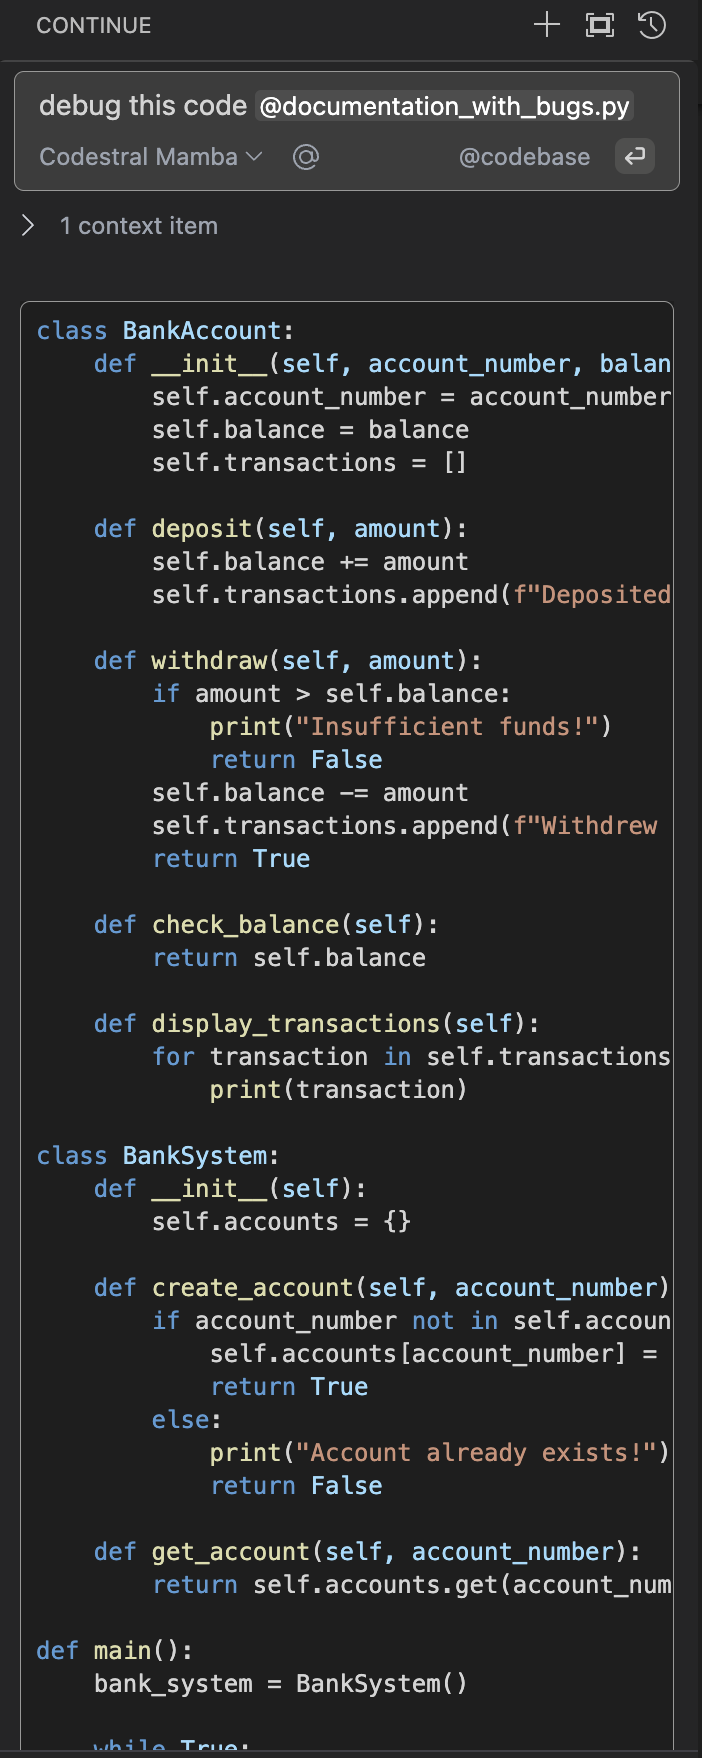 CONTINUE
debug this code @documentation_with_bugs.py
Codestral Mamba @ @codebase
1 context item
class BankAccount:
    def __init__(self, account_number, balan
        self.account_number = account_number
        self.balance = balance
        self.transactions = []
    def deposit(self, amount):
        self.balance += amount
        self.transactions.append(f"Deposited
    def withdraw(self, amount):
        if amount > self.balance:
            print("Insufficient funds!")
            return False
        self.balance -= amount
        self.transactions.append(f"Withdrew
        return True
    def check_balance(self):
        return self.balance
    def display_transactions(self):
        for transaction in self.transactions
            print(transaction)
class BankSystem:
    def __init__(self):
        self.accounts = {}
    def create_account(self, account_number)
        if account_number not in self.accoun
            self.accounts[account_number] =
            return True
        else:
            print("Account already exists!")
            return False
    def get_account(self, account_number):
        return self.accounts.get(account_num
def main():
    bank_system = BankSystem()
    while True: